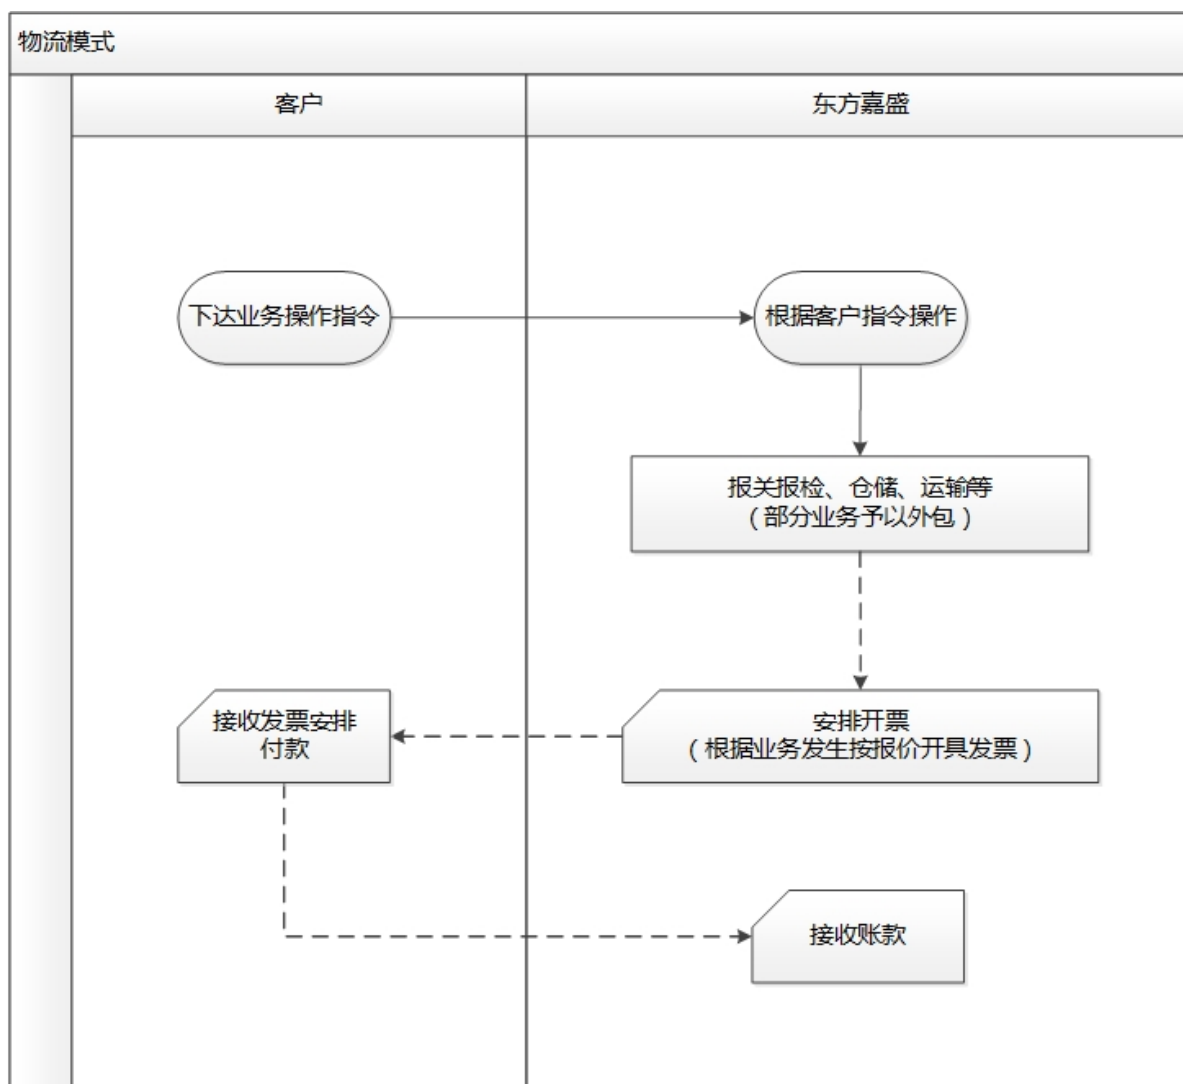 物流模式
客户
东方嘉盛
下达业务操作指令
根据客户指令操作
报关报检、仓储、运输等
（部分业务予以外包）
接收发票安排
付款
安排开票
（根据业务发生按报价开具发票）
接收账款